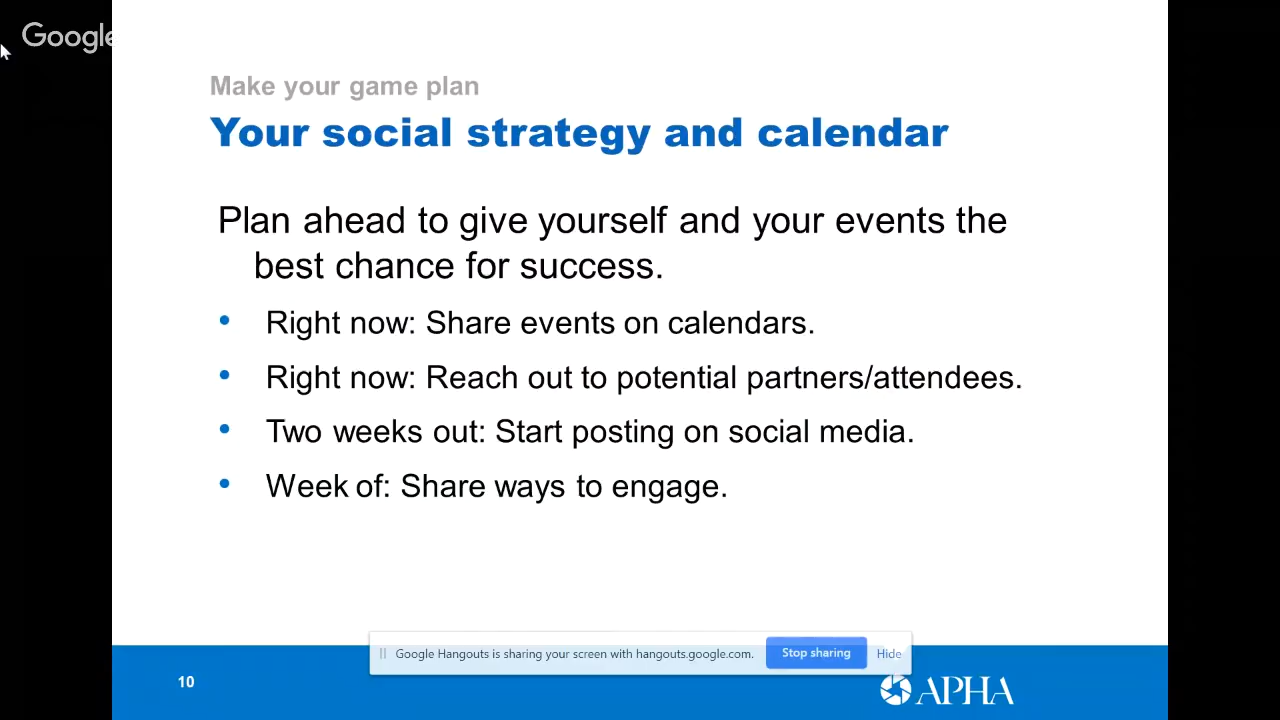 Google
Make your game plan
Your social strategy and calendar
Plan ahead to give yourself and your events the
best chance for success.
• Right now: Share events on calendars.
• Right now: Reach out to potential partners/attendees.
• Two weeks out: Start posting on social media.
• Week of: Share ways to engage.
Google Hangouts is sharing your screen with hangouts.google.com. Stop sharing Hide
10
APHA